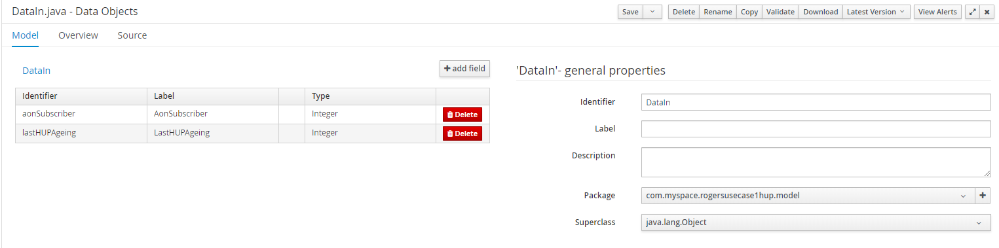 DataIn.java - Data Objects
Save Delete Rename Copy Validate Download Latest Version View Alerts
Model Overview Source
DataIn
+ add field
Identifier Label Type
aonSubscriber AonSubscriber Integer Delete
lastHUPAgeing LastHUPAgeing Integer Delete
'DataIn'- general properties
Identifier DataIn
Label
Description
Package com.myspace.rogersusecase1hup.model +
Superclass java.lang.Object